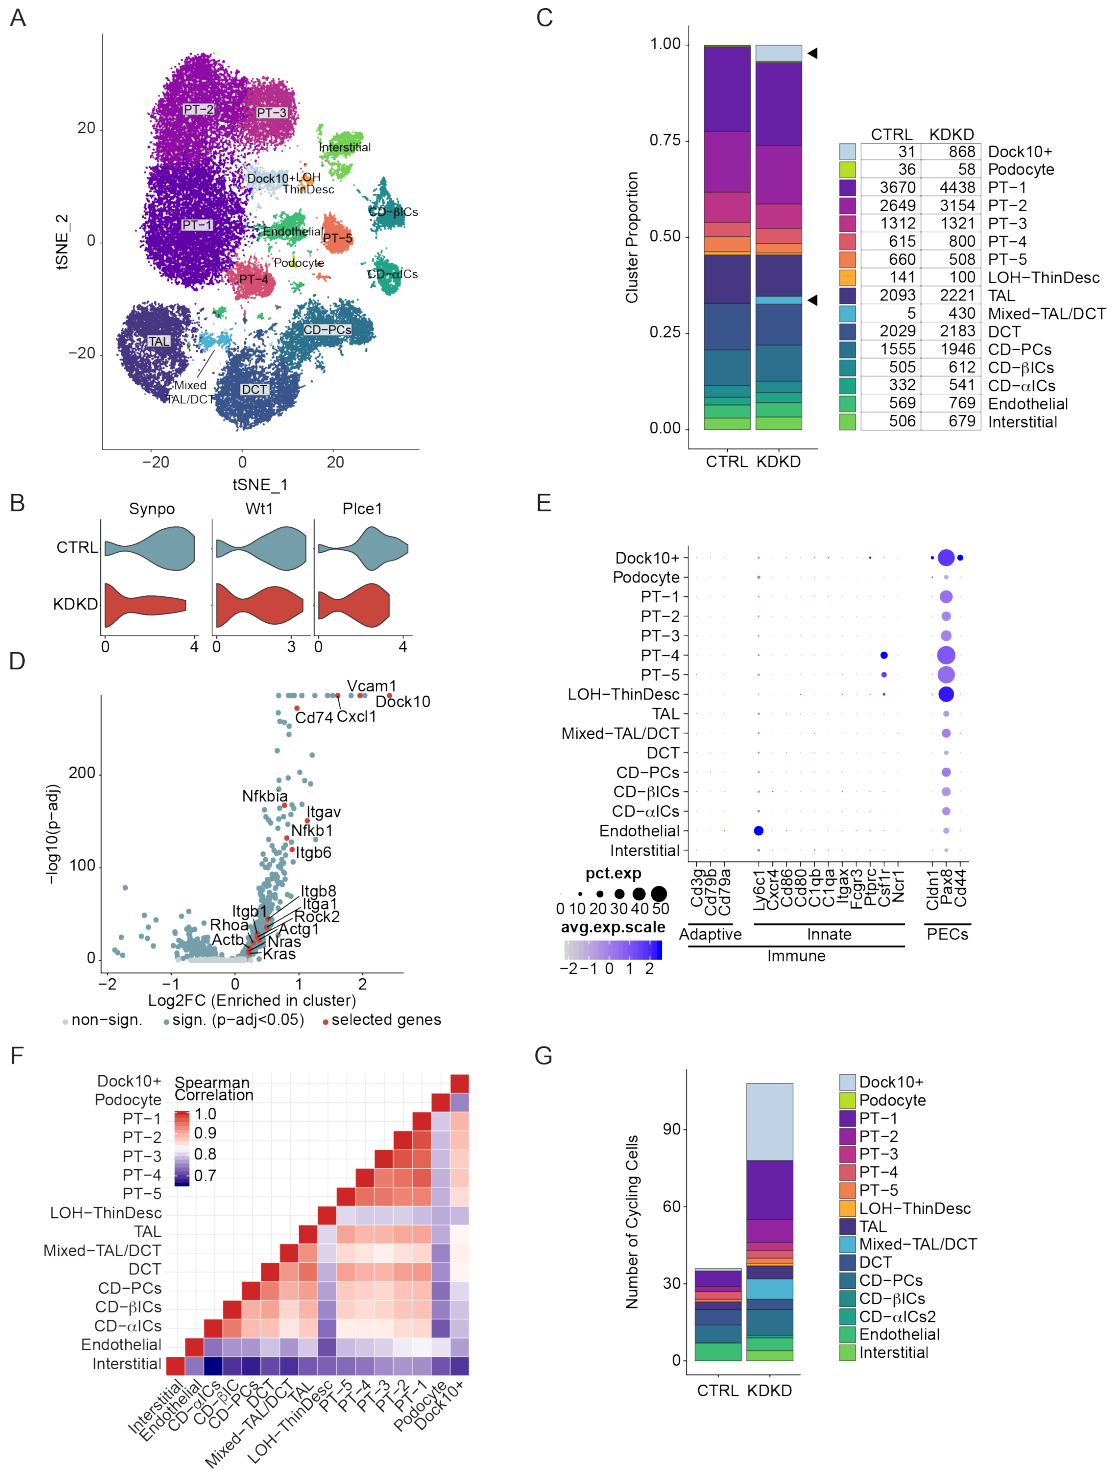 A
20
0
−20
−20
0
20
tSNE_1
tSNE_2
PT−2
PT−3
Interstitial
Dock10+
LOH
ThinDesc
CD−βICs
PT−1
Endothelial
PT−5
Podocyte
CD−αICs
PT−4
CD−PCs
TAL
Mixed
TAL/DCT
DCT
B
Synpo
Wt1
Plce1
CTRL
KDKD
0
4
0
3
0
4
C
1.00
0.75
0.50
0.25
0.00
Cluster Proportion
CTRL KDKD
CTRL KDKD
31 868 Dock10+
36 58 Podocyte
3670 4438 PT−1
2649 3154 PT−2
1312 1321 PT−3
615 800 PT−4
660 508 PT−5
141 100 LOH−ThinDesc
2093 2221 TAL
5 430 Mixed−TAL/DCT
2029 2183 DCT
1555 1946 CD−PCs
505 612 CD−βICs
332 541 CD−αICs
569 769 Endothelial
506 679 Interstitial
D
200
100
0
−log10(p−adj)
Vcam1
Dock10
Cd74
Cxcl1
Nfkbia
Itgav
Nfkb1
Itgb6
Itgb8
Itgb1
Itga1
Rhoa
Rock2
Actg1
Actb
Nras
Kras
−2
−1
0
1
2
Log2FC (Enriched in cluster)
non−sign.
sign. (p−adj<0.05)
selected genes
E
Dock10+
Podocyte
PT−1
PT−2
PT−3
PT−4
PT−5
LOH−ThinDesc
TAL
Mixed−TAL/DCT
DCT
CD−PCs
CD−βICs
CD−αICs
Endothelial
Interstitial
Cd3g
Cd79b
Cd79a
Ly6c1
Cxcr4
Cd86
Cd80
C1qb
C1qa
Itgax
Fcgr3
Ptprc
Csf1r
Ncr1
Cldn1
Pax8
Cd44
Adaptive
Innate
PECs
Immune
pct.exp
0 10 20 30 40 50
avg.exp.scale
−2 −1 0 1 2
F
Spearman
Correlation
1.0
0.9
0.8
0.7
Dock10+
Podocyte
PT−1
PT−2
PT−3
PT−4
PT−5
LOH−ThinDesc
TAL
Mixed−TAL/DCT
DCT
CD−PCs
CD−βICs
CD−αICs
Endothelial
Interstitial
Interstitial
Endothelial
CD−αICs
CD−βIC
CD−PCs
DCT
Mixed−TAL/DCT
TAL
LOH−ThinDesc
PT−5
PT−4
PT−3
PT−2
PT−1
Podocyte
Dock10+
G
90
60
30
0
Number of Cycling Cells
CTRL KDKD
Dock10+
Podocyte
PT−1
PT−2
PT−3
PT−4
PT−5
LOH−ThinDesc
TAL
Mixed−TAL/DCT
DCT
CD−PCs
CD−βICs
CD−αICs2
Endothelial
Interstitial